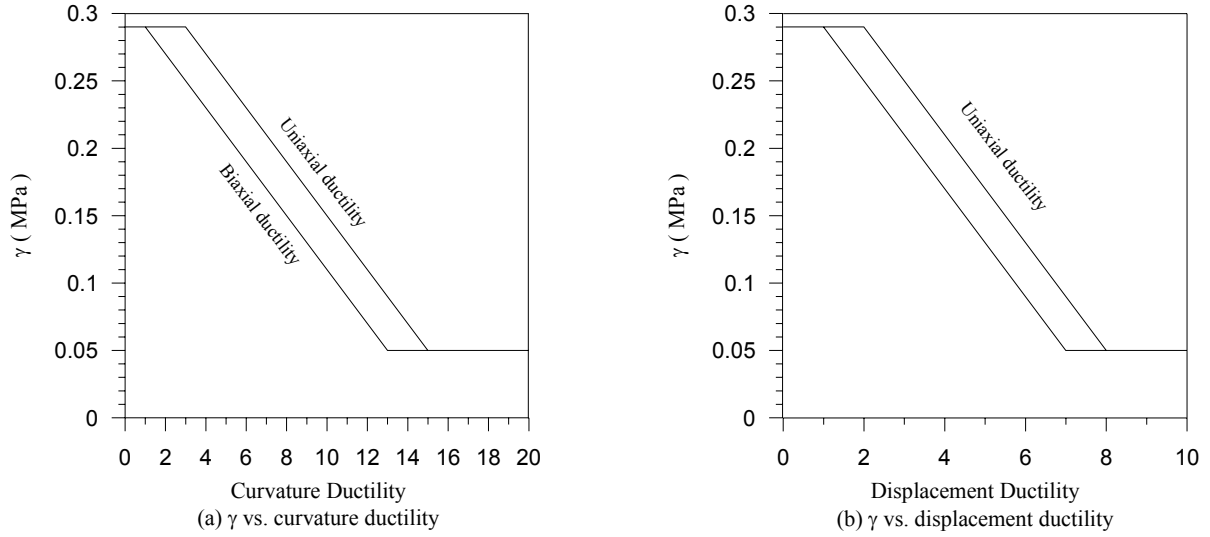 0.3
0.25
0.2
0.15
0.1
0.05
0
γ ( MPa )
Uniaxial ductility
Biaxial ductility
0 2 4 6 8 10 12 14 16 18 20
Curvature Ductility
(a) γ vs. curvature ductility
0.3
0.25
0.2
0.15
0.1
0.05
0
γ ( MPa )
Uniaxial ductility
0 2 4 6 8 10
Displacement Ductility
(b) γ vs. displacement ductility